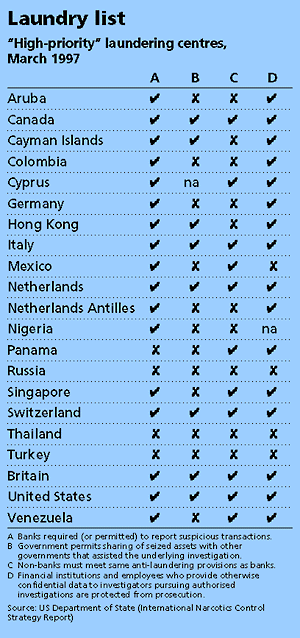 Laundry list
“High-priority” laundering centres,
March 1997
A B C D
Aruba ✔ ✘ ✘ ✔
Canada ✔ ✔ ✔ ✔
Cayman Islands ✔ ✔ ✘ ✔
Colombia ✔ ✘ ✘ ✔
Cyprus ✔ na ✔ ✔
Germany ✔ ✘ ✘ ✔
Hong Kong ✔ ✔ ✘ ✔
Italy ✔ ✔ ✔ ✔
Mexico ✔ ✘ ✔ ✘
Netherlands ✔ ✔ ✔ ✔
Netherlands Antilles ✔ ✘ ✘ ✔
Nigeria ✔ ✘ ✘ na
Panama ✘ ✘ ✔ ✔
Russia ✘ ✘ ✘ ✘
Singapore ✔ ✘ ✔ ✔
Switzerland ✔ ✔ ✔ ✔
Thailand ✘ ✘ ✘ ✘
Turkey ✘ ✘ ✘ ✘
Britain ✔ ✔ ✔ ✔
United States ✔ ✔ ✔ ✔
Venezuela ✔ ✘ ✔ ✔
A Banks required (or permitted) to report suspicious transactions.
B Government permits sharing of seized assets with other
governments that assisted the underlying investigation.
C Non-banks must meet same anti-laundering provisions as banks.
D Financial institutions and employees who provide otherwise
confidential data to investigators pursuing authorised
investigations are protected from prosecution.
Source: US Department of State (International Narcotics Control
Strategy Report)